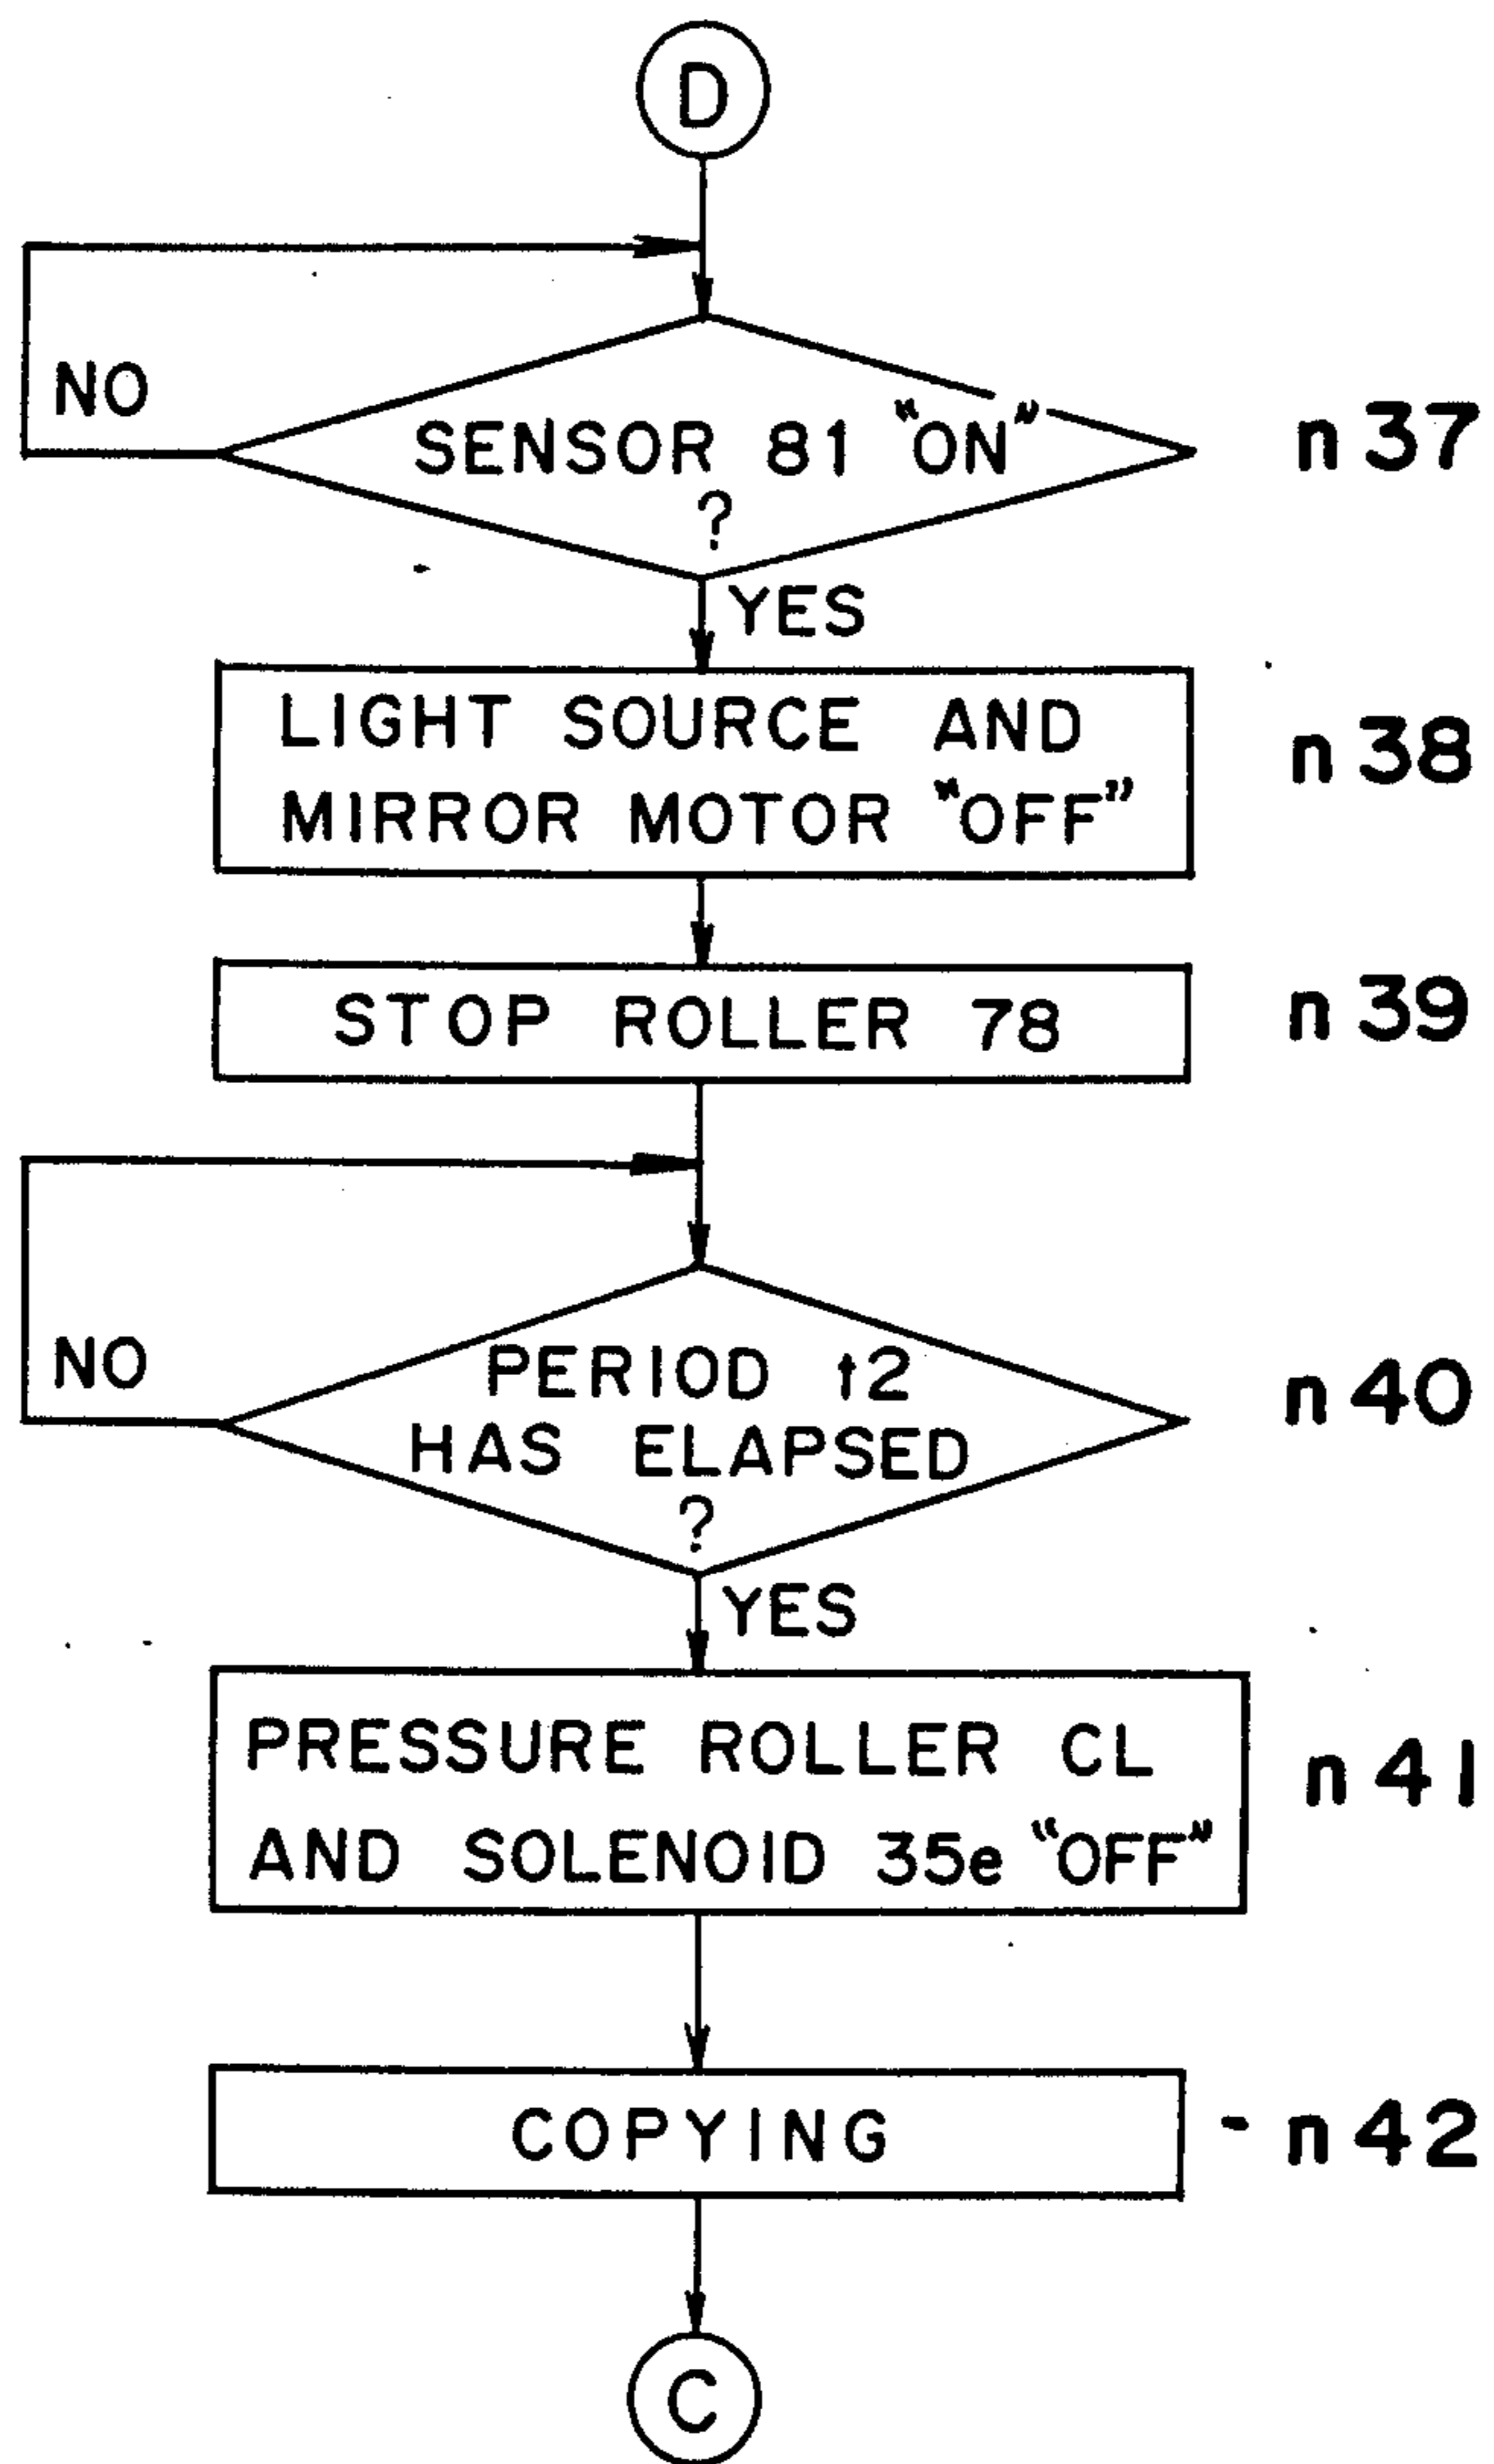 D
NO
SENSOR 81 "ON"
?
n37
YES
LIGHT SOURCE AND
MIRROR MOTOR "OFF"
n38
STOP ROLLER 78
n39
NO
PERIOD t2
HAS ELAPSED
?
n40
YES
PRESSURE ROLLER CL
AND SOLENOID 35e "OFF"
n41
COPYING
n42
C